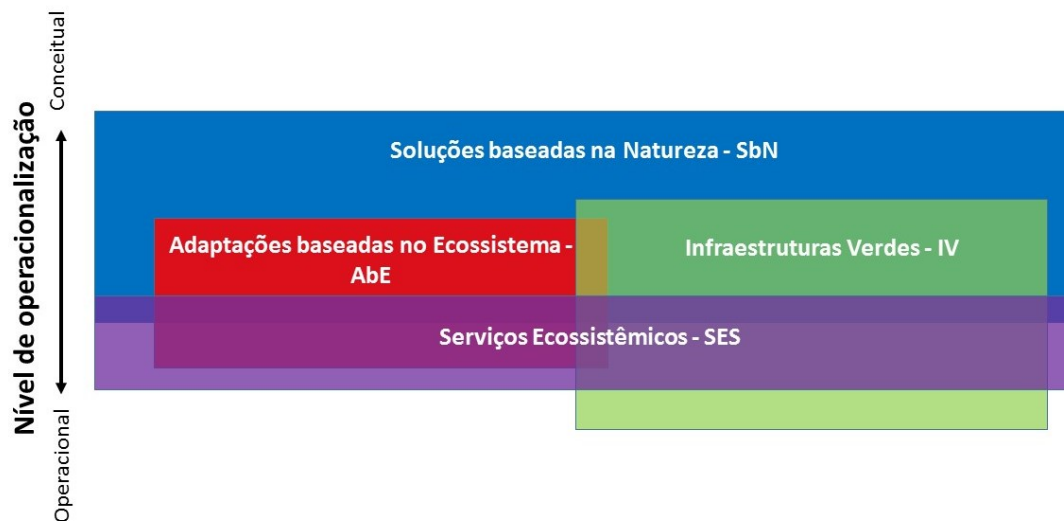 Nível de operacionalização
Conceitual
Operacional
Soluções baseadas na Natureza - SbN
Adaptações baseadas no Ecossistema -
AbE
Infraestruturas Verdes - IV
Serviços Ecossistêmicos - SES